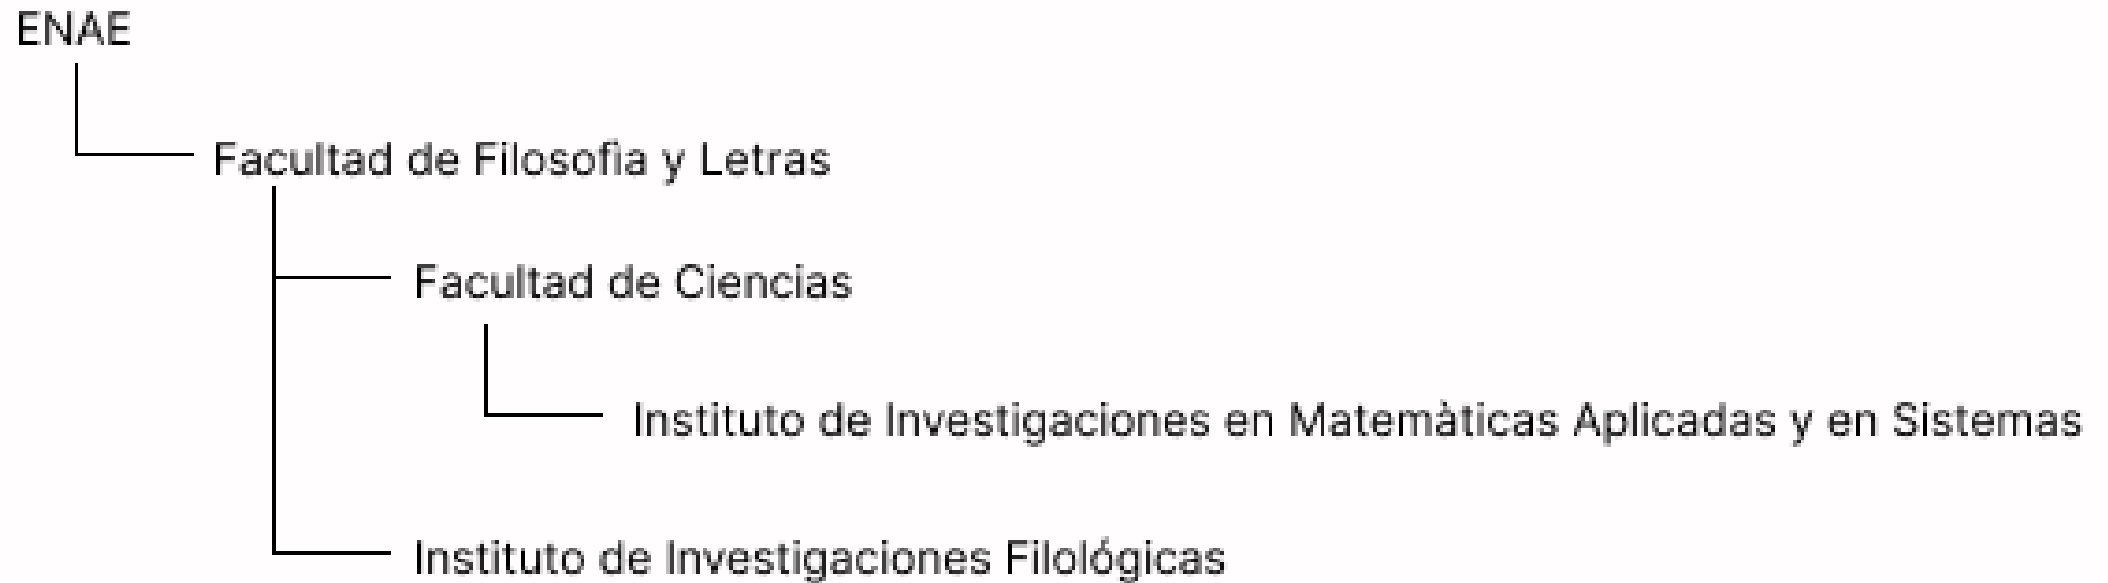 ENAE
Facultad de Filosofia y Letras
Facultad de Ciencias
Instituto de Investigaciones en Matemàticas Aplicadas y en Sistemas
Instituto de Investigaciones Filológicas